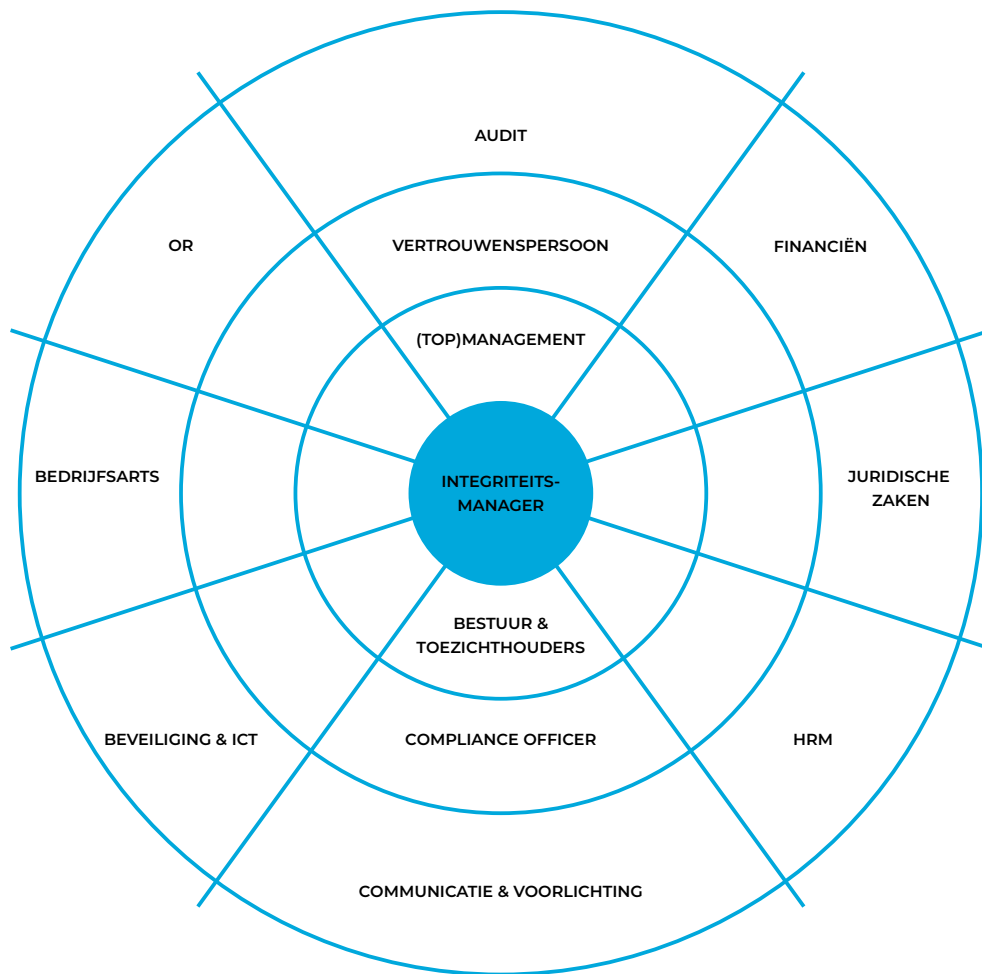 AUDIT
VERTROUWENSPERSOON
OR
FINANCIËN
(TOP)MANAGEMENT
BEDRIJFSARTS
INTEGRITEITS-
MANAGER
JURIDISCHE
ZAKEN
BESTUUR &
TOEZICHTHOUDERS
BEVEILIGING & ICT
COMPLIANCE OFFICER
HRM
COMMUNICATIE & VOORLICHTING